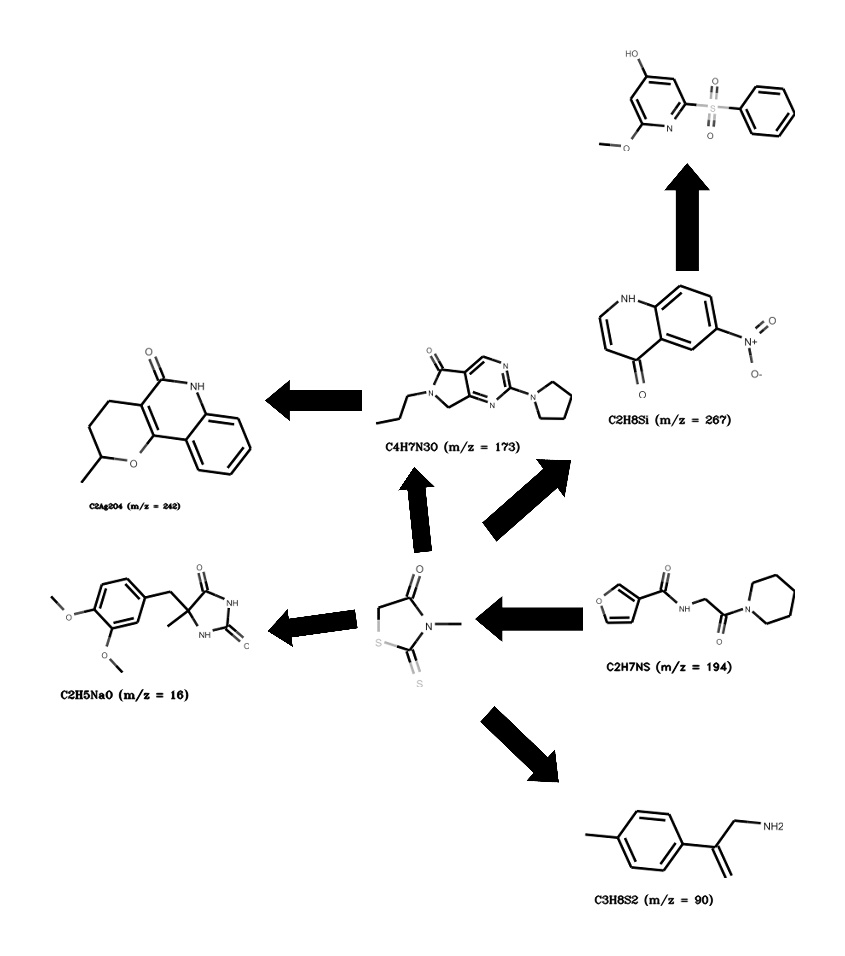 HO
O
S
N
O
O
NH
O
N+
O-
O
C2H8Si (m/z = 267)
O
N
N
N
N
C4H7N3O (m/z = 173)
O
NH
O
C2Ag2O4 (m/z = 242)
O
NH
O
NH
O
O
C2H5NaO (m/z = 16)
O
N
S
S
O
O
NH
N
O
C2H7NS (m/z = 194)
NH2
C3H8S2 (m/z = 90)